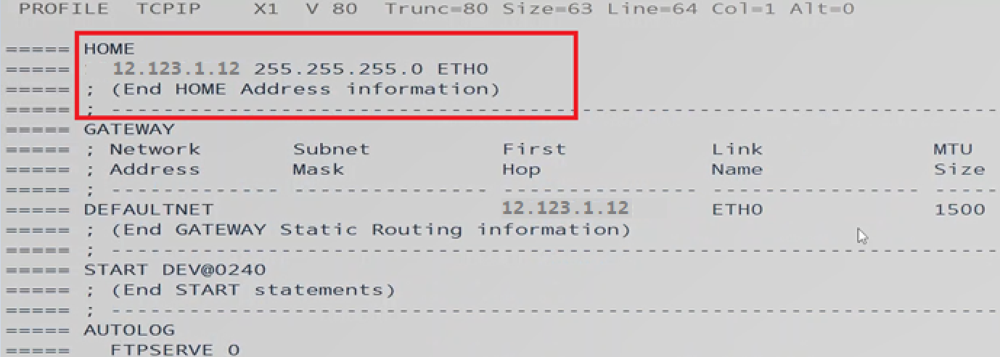 PROFILE  TCPIP    X1  V 80  Trunc=80 Size=63 Line=64 Col=1 Alt=0
===== HOME
=====   12.123.1.12 255.255.255.0 ETH0
===== ; (End HOME Address information)
===== ; --------------------------------------------------------------------
===== GATEWAY
===== ; Network       Subnet          First           Link             MTU
===== ; Address       Mask            Hop             Name             Size
===== ; ------------- --------------- --------------- ---------------- -----
===== DEFAULTNET                      12.123.1.12     ETH0             1500
===== ; (End GATEWAY Static Routing information)
===== ; --------------------------------------------------------------------
===== START DEV@0240
===== ; (End START statements)
===== ; --------------------------------------------------------------------
===== AUTOLOG
=====   FTPSERVE 0